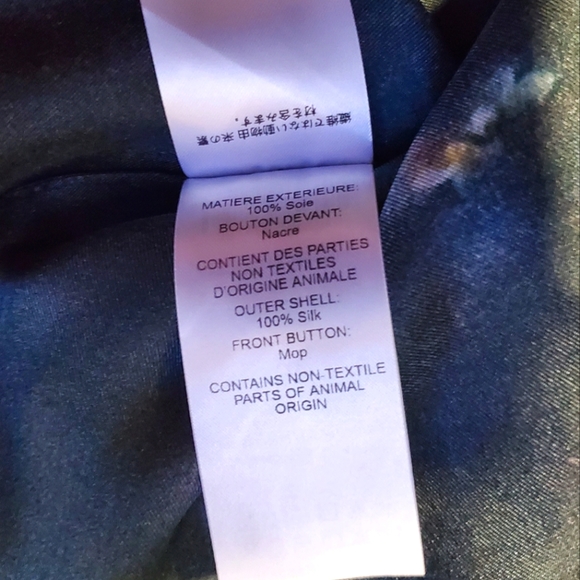 繊維ではない動物由来の素
材を含みます。
MATIERE EXTERIEURE:
100% Soie
BOUTON DEVANT:
Nacre
CONTIENT DES PARTIES
NON TEXTILES
D'ORIGINE ANIMALE
OUTER SHELL:
100% Silk
FRONT BUTTON:
Mop
CONTAINS NON-TEXTILE
PARTS OF ANIMAL
ORIGIN